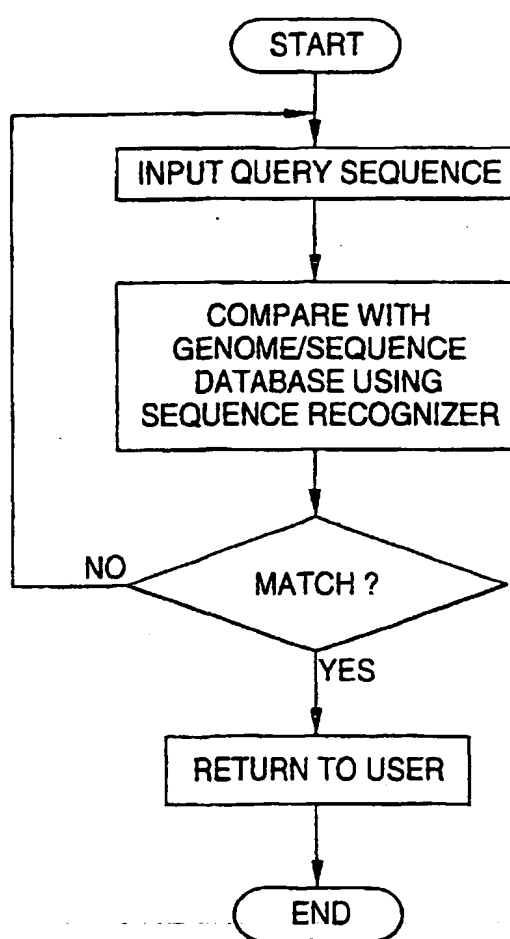 START
INPUT QUERY SEQUENCE
COMPARE WITH
GENOME/SEQUENCE
DATABASE USING
SEQUENCE RECOGNIZER
NO
MATCH ?
YES
RETURN TO USER
END